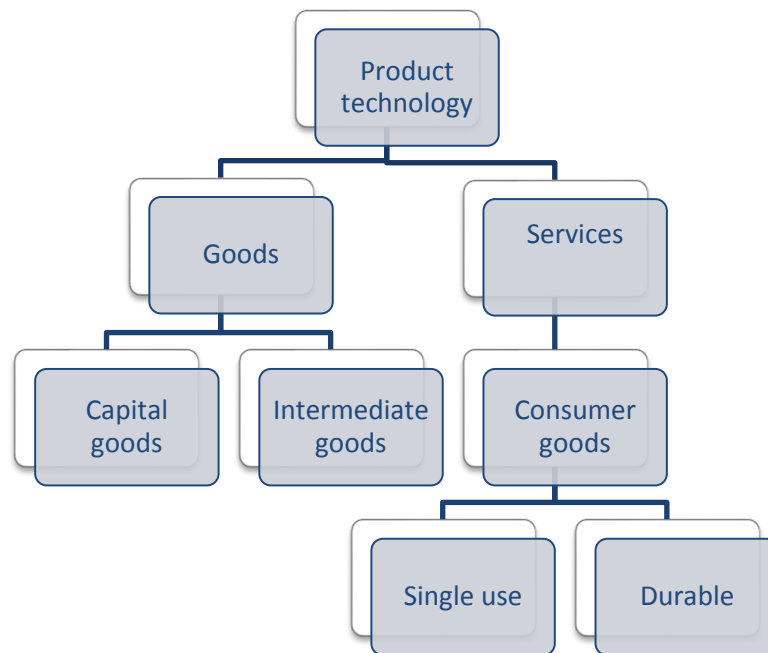 Product
technology
Goods
Services
Capital
goods
Intermediate
goods
Consumer
goods
Single use
Durable